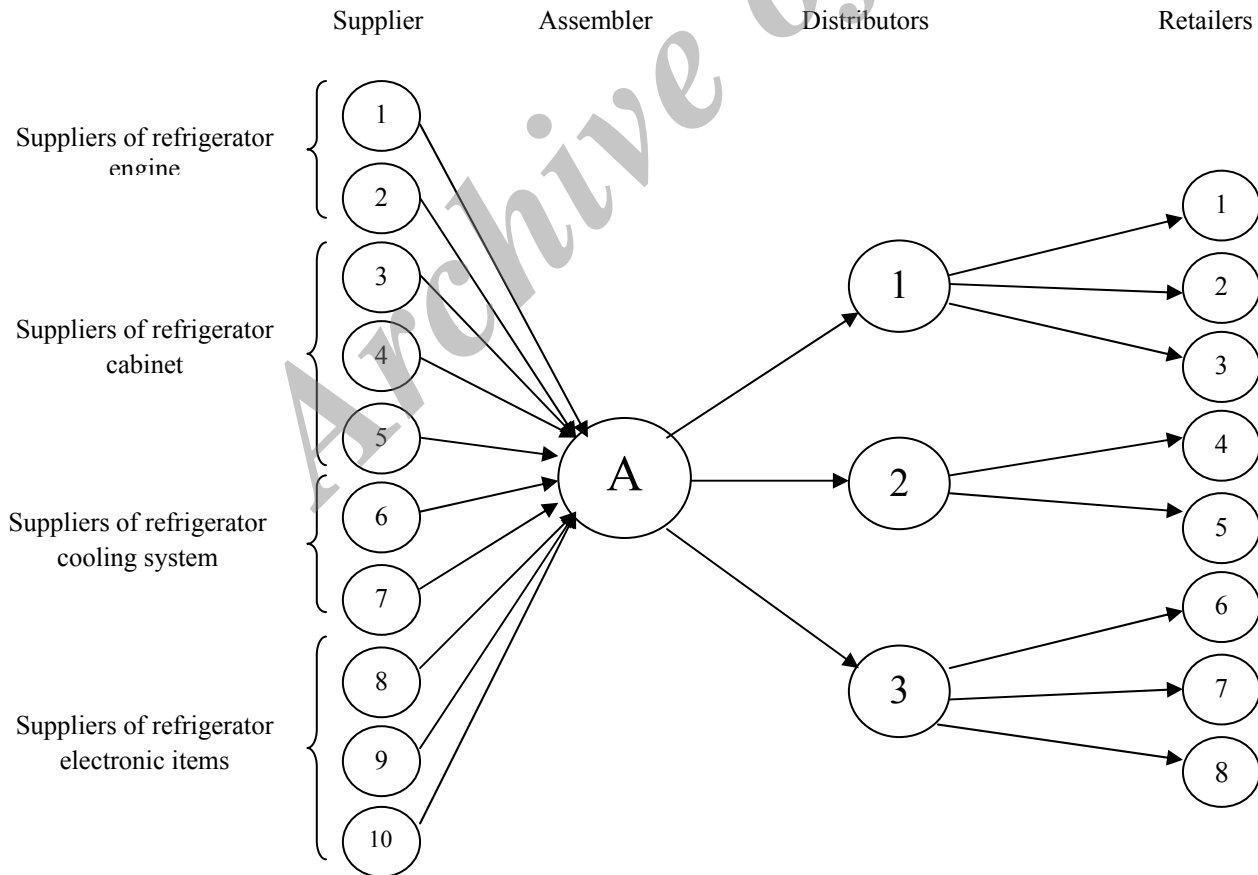 Supplier Assembler Distributors Retailers
Suppliers of refrigerator
engine
Suppliers of refrigerator
cabinet
Suppliers of refrigerator
cooling system
Suppliers of refrigerator
electronic items
1
2
3
4
5
6
7
8
9
10
A
1
2
3
1
2
3
4
5
6
7
8
Archive of